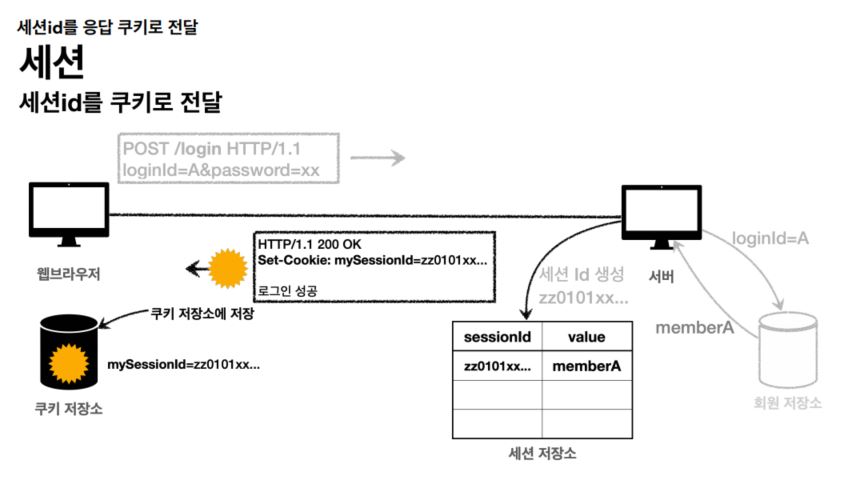 세션id를 응답 쿠키로 전달
세션
세션id를 쿠키로 전달
POST /login HTTP/1.1
loginId=A&password=xx
HTTP/1.1 200 OK
Set-Cookie: mySessionId=zz0101xx...
로그인 성공
웹브라우저
쿠키 저장소에 저장
mySessionId=zz0101xx...
쿠키 저장소
세션 Id 생성
zz0101xx...
서버
loginId=A
memberA
회원 저장소
sessionId value
zz0101xx... memberA
세션 저장소